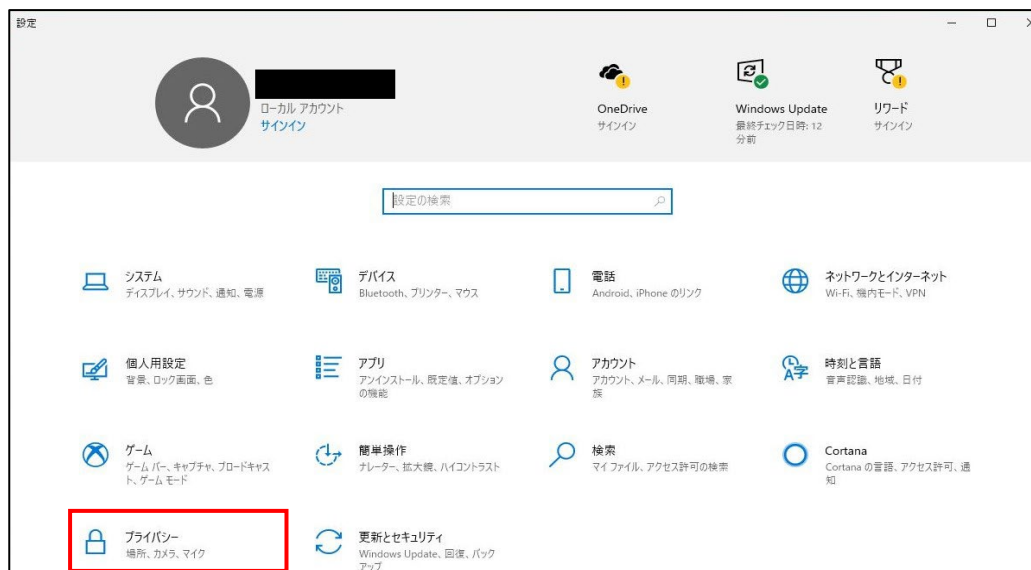 設定
ローカル アカウント
サインイン
OneDrive
サインイン
Windows Update
最終チェック日時: 12
分前
リワード
サインイン
設定の検索
システム
ディスプレイ、サウンド、通知、電源
デバイス
Bluetooth、プリンター、マウス
電話
Android、iPhone のリンク
ネットワークとインターネット
Wi-Fi、機内モード、VPN
個人用設定
背景、ロック画面、色
アプリ
アンインストール、既定値、オプション
の機能
アカウント
アカウント、メール、同期、職場、家
族
時刻と言語
音声認識、地域、日付
ゲーム
ゲーム バー、キャプチャ、ブロードキャス
ト、ゲーム モード
簡単操作
ナレーター、拡大鏡、ハイコントラスト
検索
マイ ファイル、アクセス許可の検索
Cortana
Cortana の言語、アクセス許可、通
知
プライバシー
場所、カメラ、マイク
更新とセキュリティ
Windows Update、回復、バック
アップ